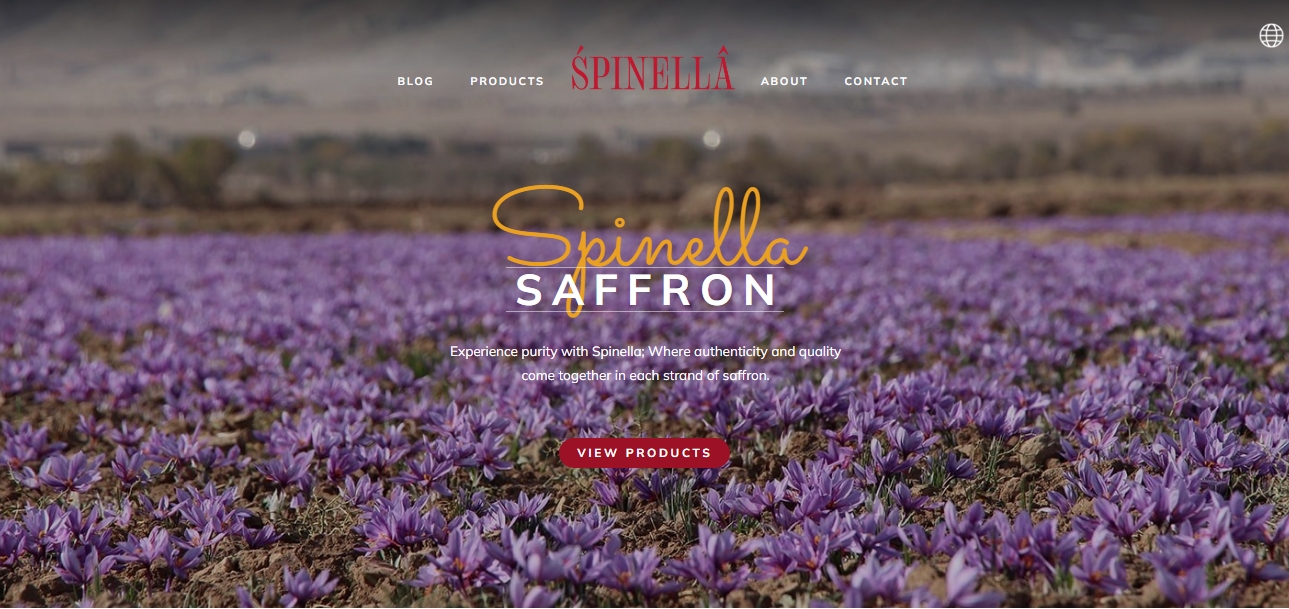 BLOG PRODUCTS ŚPINELLÂ ABOUT CONTACT
Spinella
SAFFRON
Experience purity with Spinella; Where authenticity and quality
come together in each strand of saffron.
VIEW PRODUCTS